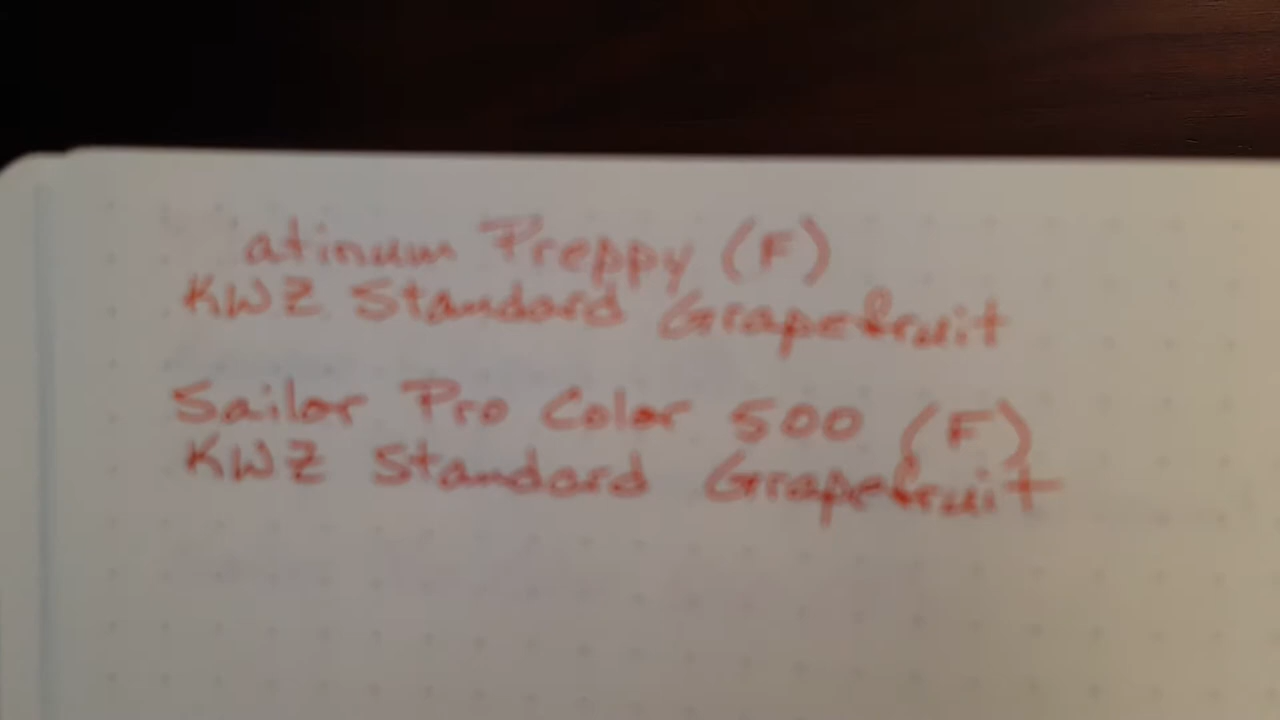 atinum Preppy (F)
KWZ Standard Grapefruit
Sailor Pro Color 500 (F)
KWZ Standard Grapefruit